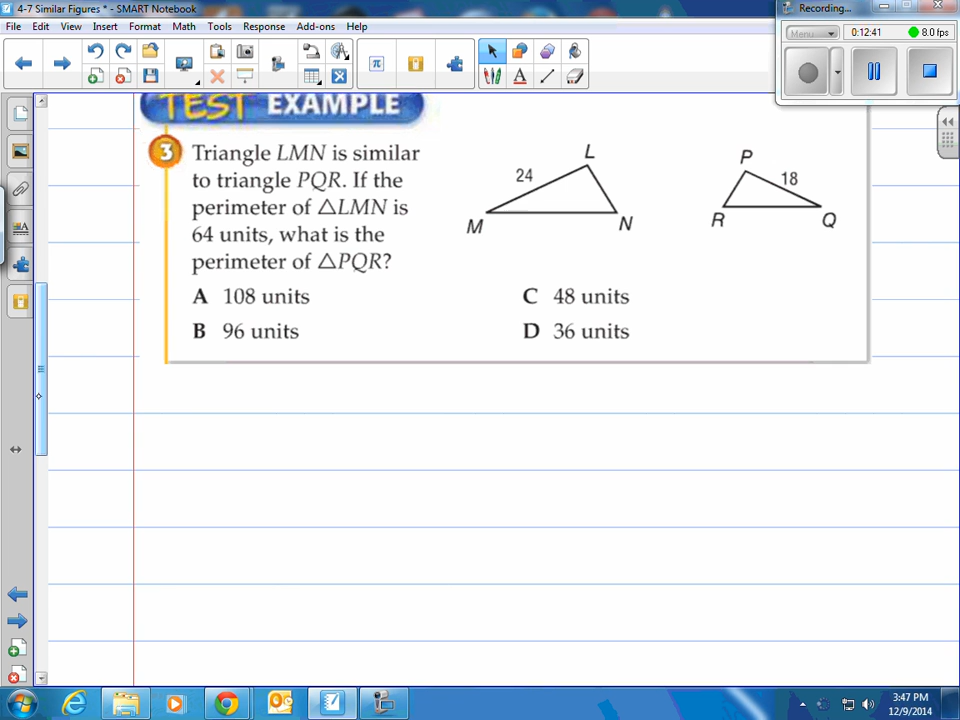 4-7 Similar Figures * - SMART Notebook
Recording...
File Edit View Insert Format Math Tools Response Add-ons Help
Menu 0:12:41 8.0 fps
TEST EXAMPLE
3 Triangle LMN is similar
to triangle PQR. If the
perimeter of △LMN is
64 units, what is the
perimeter of △PQR?
L
24
M
N
P
18
R
Q
A 108 units
C 48 units
B 96 units
D 36 units
3:47 PM
12/9/2014